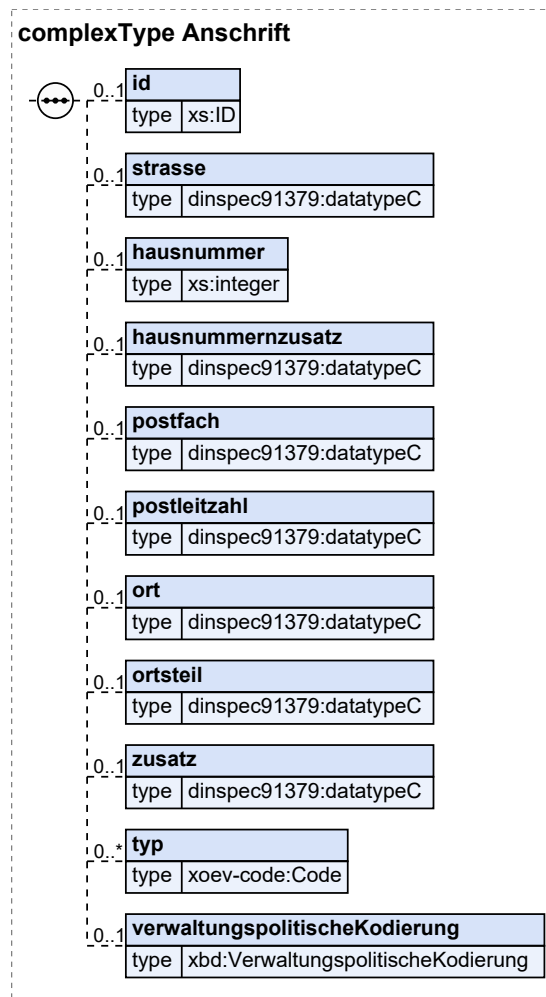 complexType Anschrift
0..1 id
type xs:ID
0..1 strasse
type dinspec91379:datatypeC
0..1 hausnummer
type xs:integer
0..1 hausnummernzusatz
type dinspec91379:datatypeC
0..1 postfach
type dinspec91379:datatypeC
0..1 postleitzahl
type dinspec91379:datatypeC
0..1 ort
type dinspec91379:datatypeC
0..1 ortsteil
type dinspec91379:datatypeC
0..1 zusatz
type dinspec91379:datatypeC
0..* typ
type xoev-code:Code
0..1 verwaltungspolitischeKodierung
type xbd:VerwaltungspolitischeKodierung